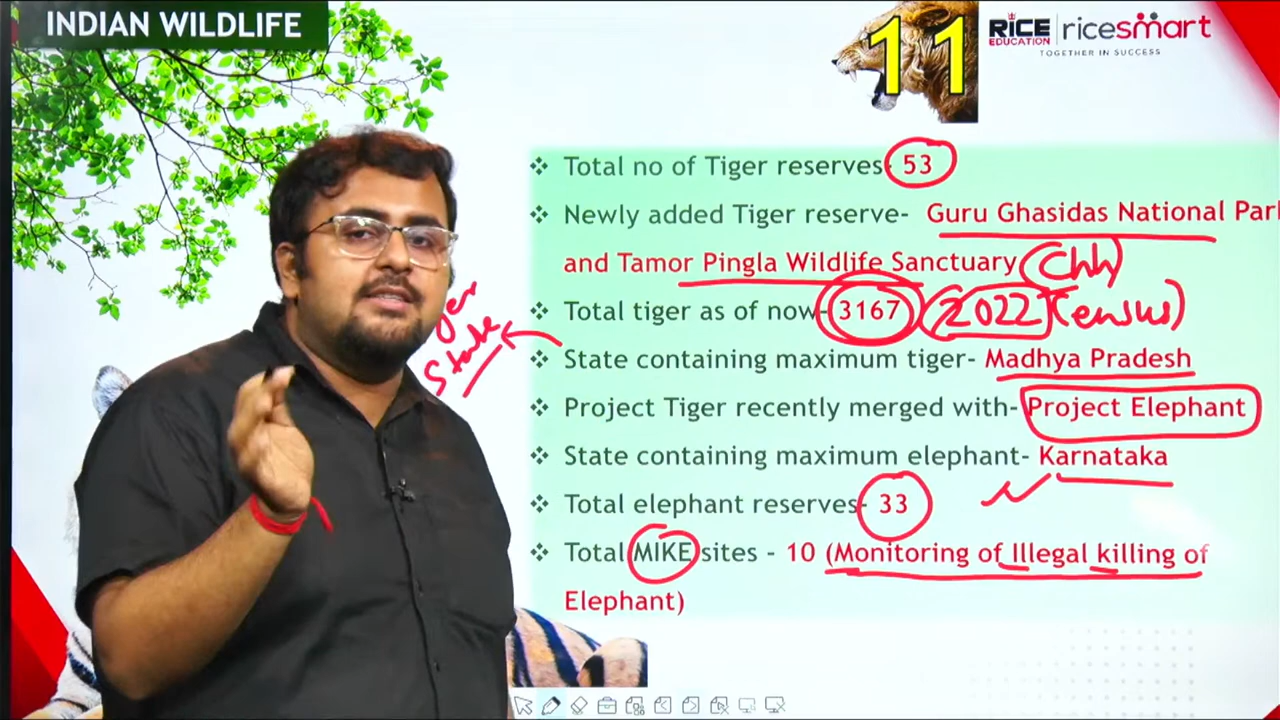 INDIAN WILDLIFE
11
RICE EDUCATION ricesmart
TOGETHER IN SUCCESS
❖ Total no of Tiger reserves- 53
❖ Newly added Tiger reserve- Guru Ghasidas National Park
and Tamor Pingla Wildlife Sanctuary (Chh)
❖ Total tiger as of now- 3167 (2022 Census)
❖ State containing maximum tiger- Madhya Pradesh
State
❖ Project Tiger recently merged with- Project Elephant
❖ State containing maximum elephant- Karnataka
❖ Total elephant reserves- 33
❖ Total MIKE sites - 10 (Monitoring of Illegal killing of
Elephant)